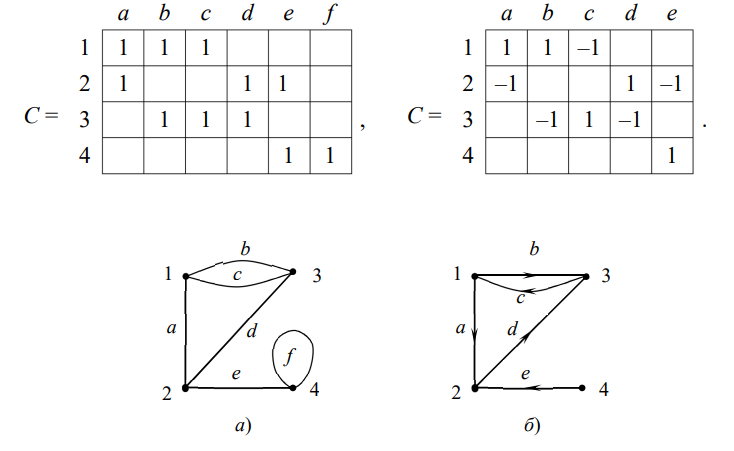 a b c d e f
1 1 1 1
2 1 1 1
C = 3 1 1 1 ,
4 1 1
a b c d e
1 1 1 –1
2 –1 1 –1
C = 3 –1 1 –1 .
4 1
b
1 c 3
a d f
2 e 4
а)
b
1 3
c
a d
e
2 4
б)